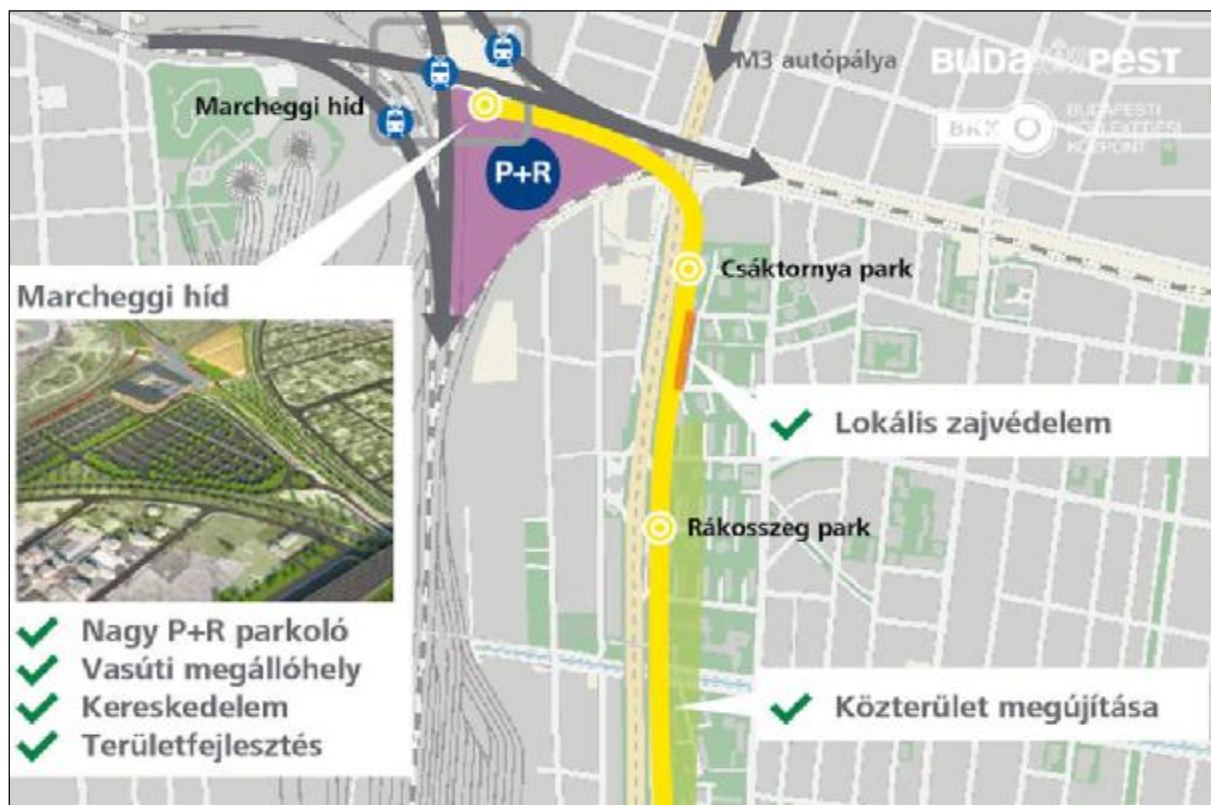 M3 autópálya
BUDAPEST
BKK
BUDAPESTI
KÖZLEKEDÉSI
KÖZPONT
Marcheggi híd
P+R
Csáktornya park
Marcheggi híd
Lokális zajvédelem
Rákosszeg park
Nagy P+R parkoló
Vasúti megállóhely
Kereskedelem
Területfejlesztés
Közterület megújítása